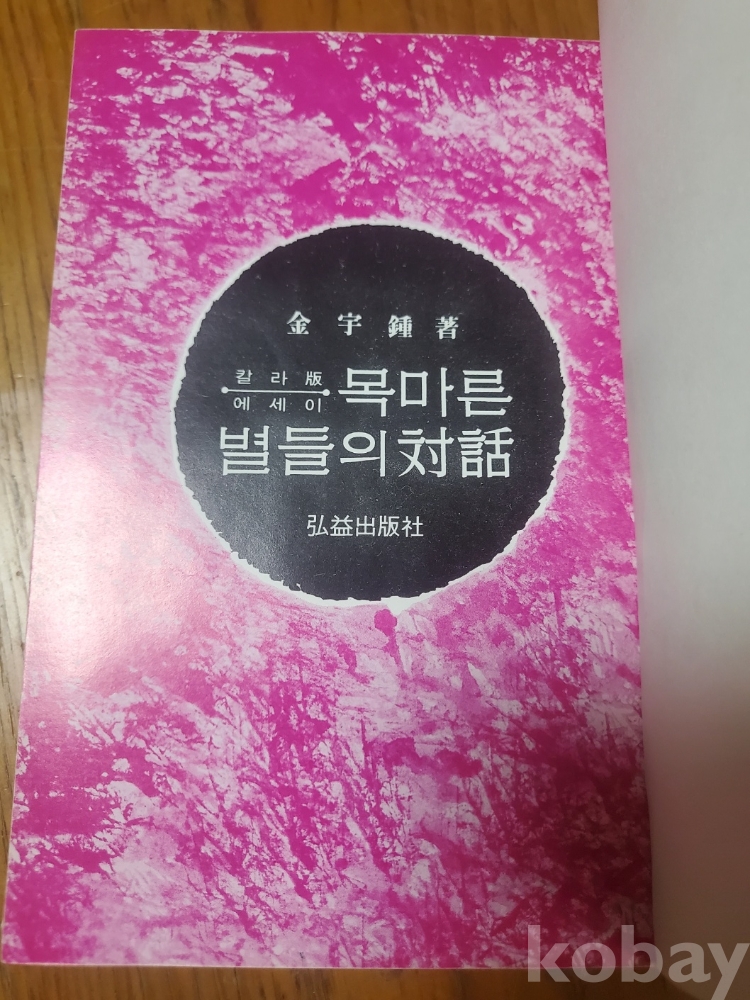 金宇鍾著
칼라版
에세이
목마른
별들의対話
弘益出版社
kobay